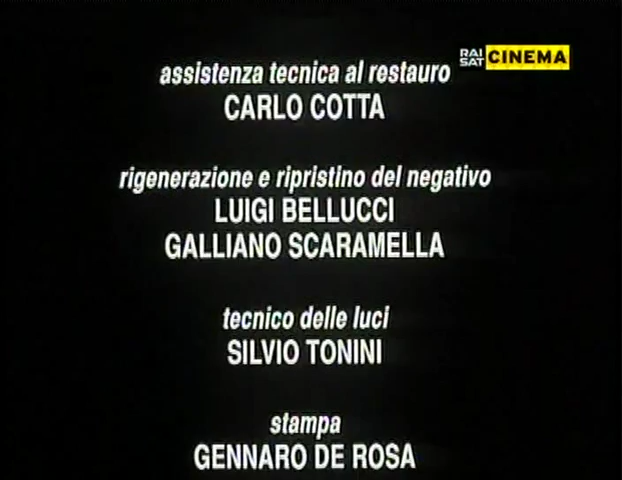 RAI
SAT CINEMA
assistenza tecnica al restauro
CARLO COTTA
rigenerazione e ripristino del negativo
LUIGI BELLUCCI
GALLIANO SCARAMELLA
tecnico delle luci
SILVIO TONINI
stampa
GENNARO DE ROSA